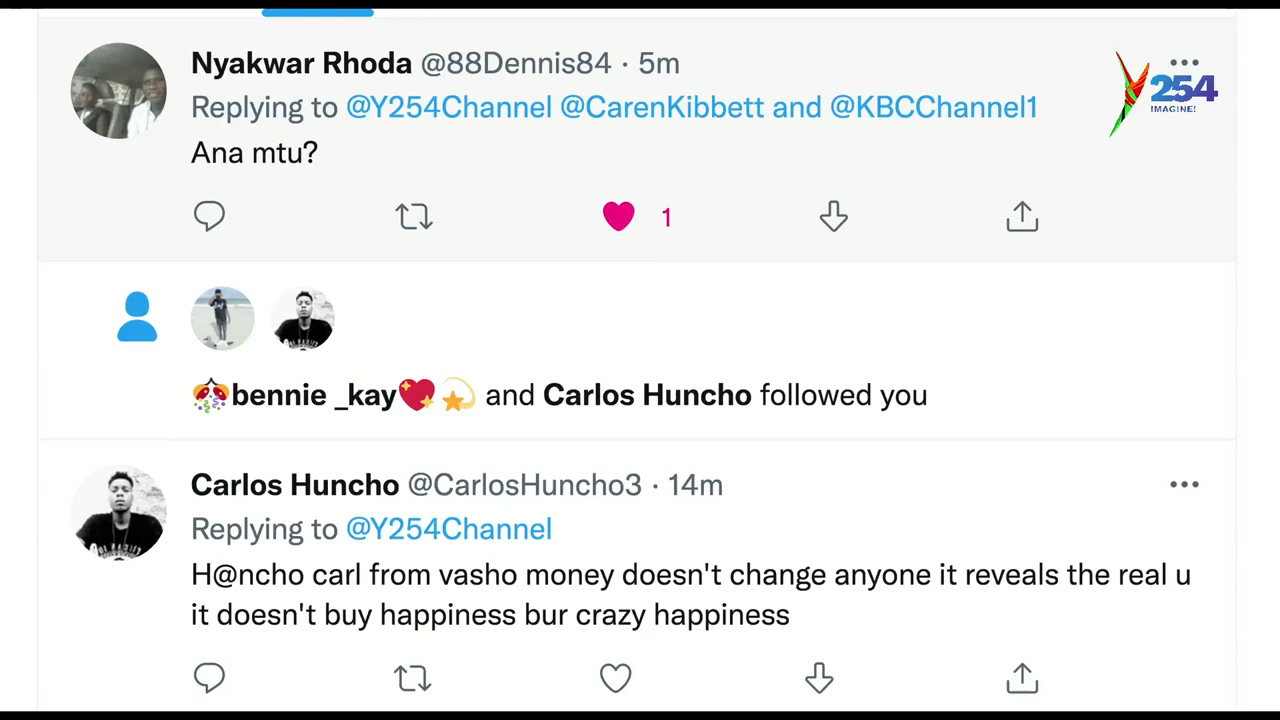 Nyakwar Rhoda @88Dennis84 · 5m
Replying to @Y254Channel @CarenKibbett and @KBCChannel1
Ana mtu?
1
Y254
IMAGINE!
bennie _kay and Carlos Huncho followed you
Carlos Huncho @CarlosHuncho3 · 14m
Replying to @Y254Channel
H@ncho carl from vasho money doesn't change anyone it reveals the real u
it doesn't buy happiness bur crazy happiness